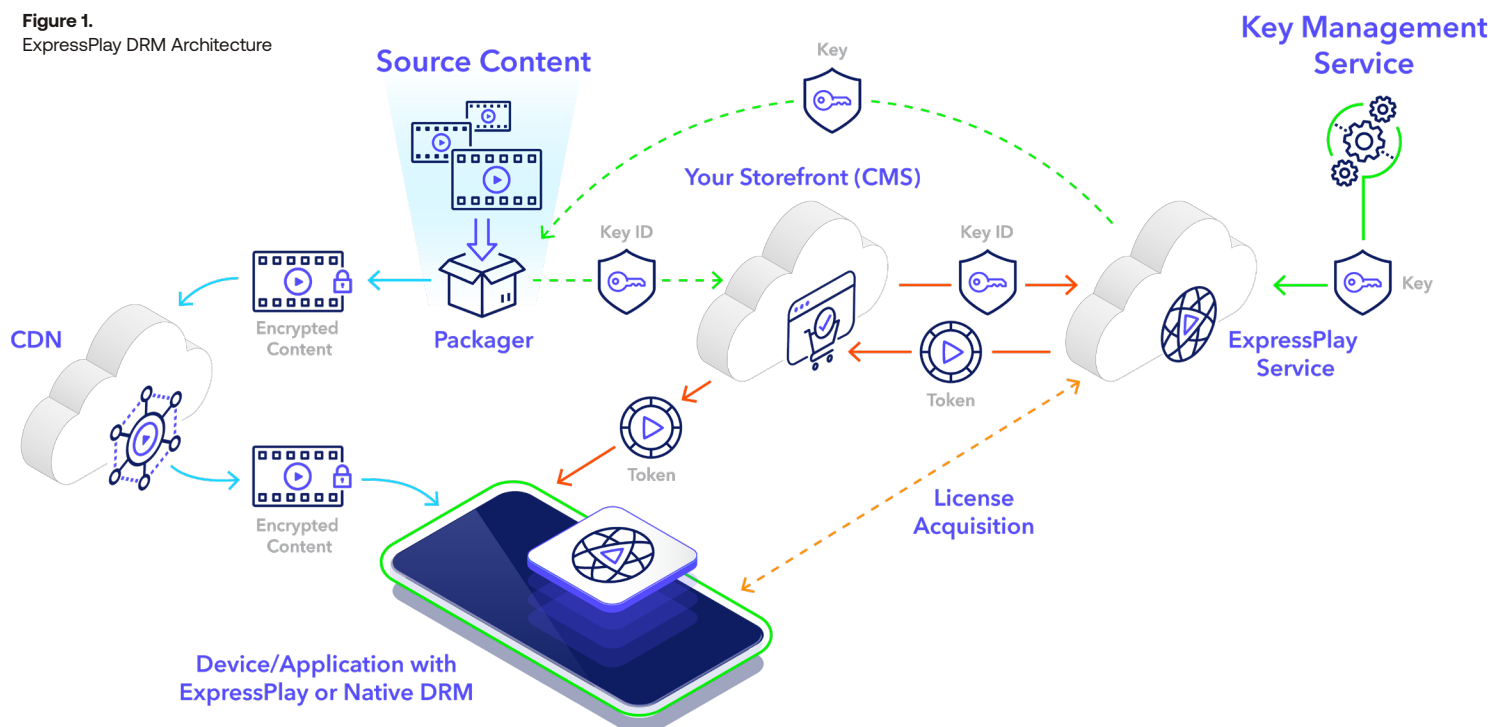 Figure 1.
ExpressPlay DRM Architecture
Source Content
Key
Key Management
Service
Your Storefront (CMS)
Key ID
Key ID
Key
Encrypted
Content
Packager
CDN
ExpressPlay
Service
Token
Token
Encrypted
Content
License
Acquisition
Device/Application with
ExpressPlay or Native DRM